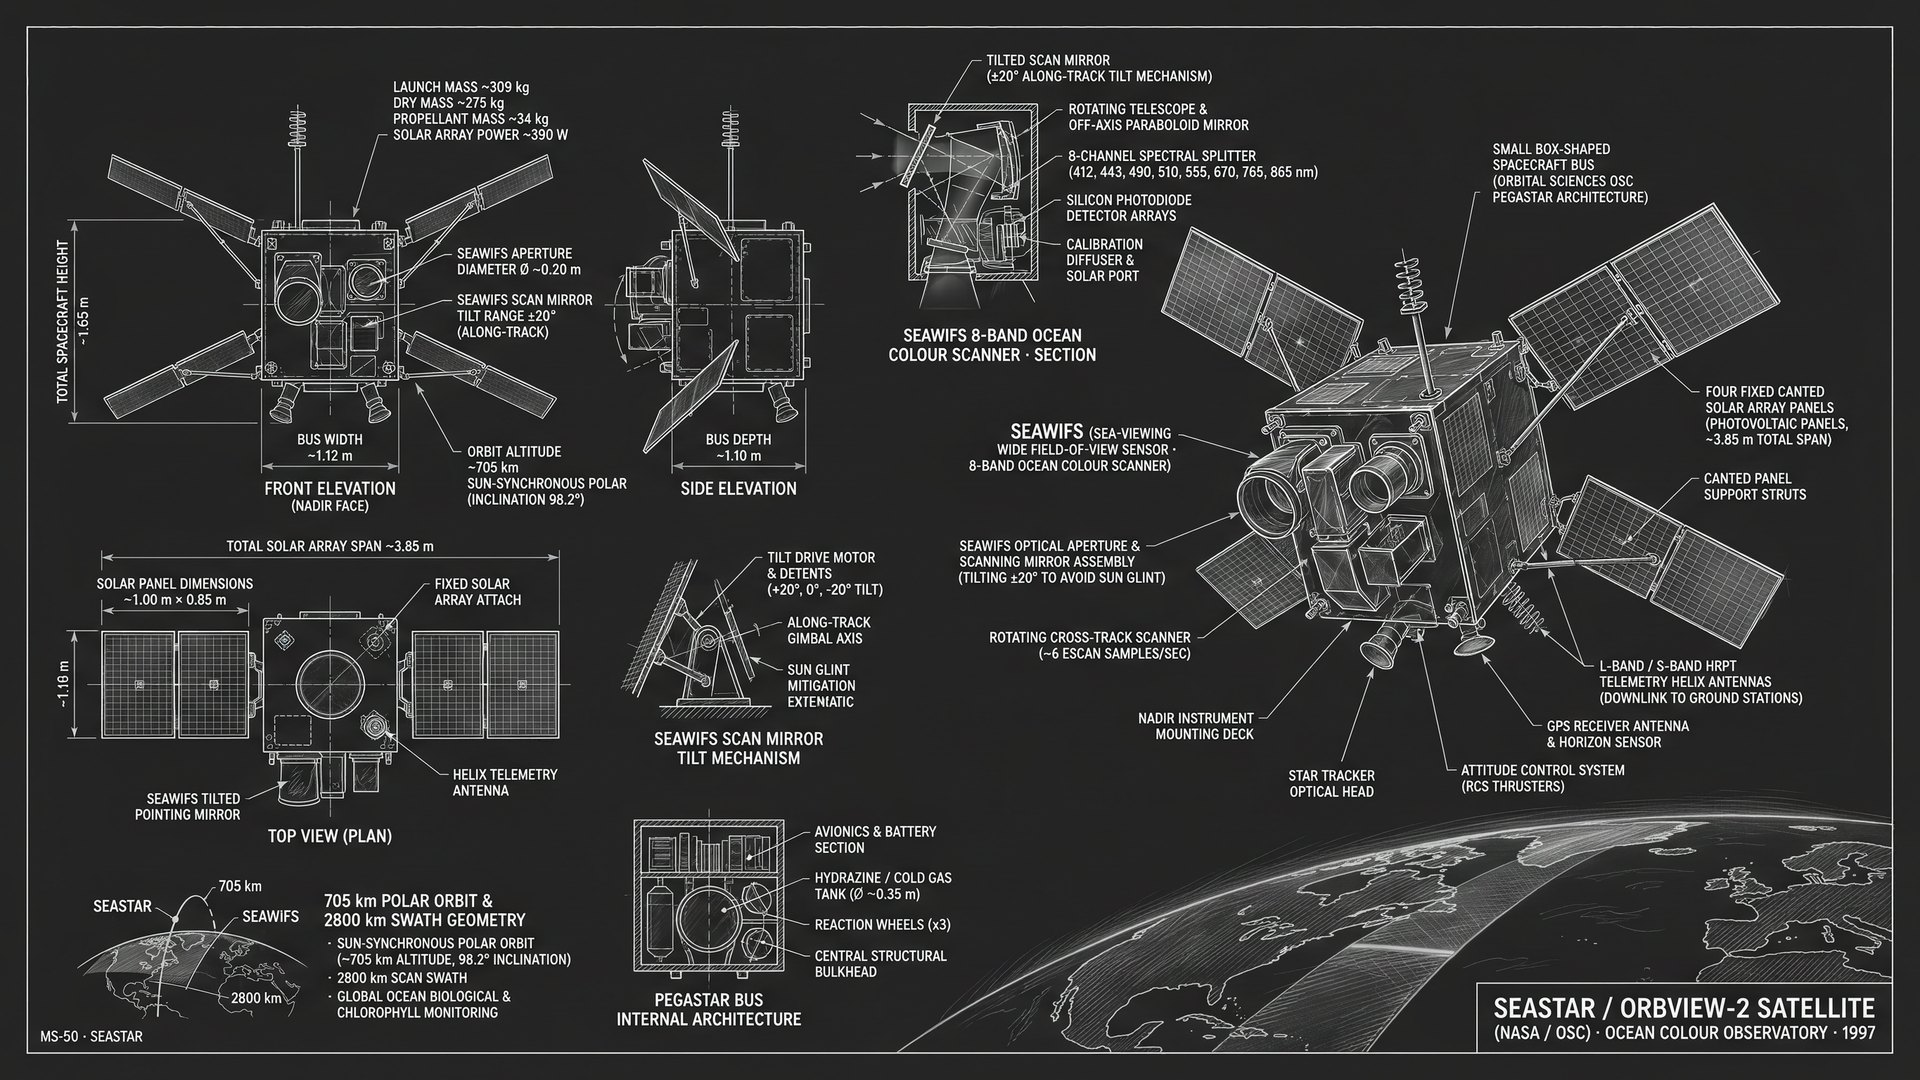 LAUNCH MASS ~309 kg
DRY MASS ~275 kg
PROPELLANT MASS ~34 kg
SOLAR ARRAY POWER ~390 W
TOTAL SPACECRAFT HEIGHT
~1.65 m
SEAWIFS APERTURE
DIAMETER Ø ~0.20 m
SEAWIFS SCAN MIRROR
TILT RANGE ±20°
(ALONG-TRACK)
BUS WIDTH
~1.12 m
ORBIT ALTITUDE
~705 km
SUN-SYNCHRONOUS POLAR
(INCLINATION 98.2°)
FRONT ELEVATION
(NADIR FACE)
BUS DEPTH
~1.10 m
SIDE ELEVATION
TILTED SCAN MIRROR
(±20° ALONG-TRACK TILT MECHANISM)
ROTATING TELESCOPE &
OFF-AXIS PARABOLOID MIRROR
8-CHANNEL SPECTRAL SPLITTER
(412, 443, 490, 510, 555, 670, 765, 865 nm)
SILICON PHOTODIODE
DETECTOR ARRAYS
CALIBRATION
DIFFUSER &
SOLAR PORT
SEAWIFS 8-BAND OCEAN
COLOUR SCANNER · SECTION
SMALL BOX-SHAPED
SPACECRAFT BUS
(ORBITAL SCIENCES OSC
PEGASTAR ARCHITECTURE)
FOUR FIXED CANTED
SOLAR ARRAY PANELS
(PHOTOVOLTAIC PANELS,
~3.85 m TOTAL SPAN)
CANTED PANEL
SUPPORT STRUTS
SEAWIFS (SEA-VIEWING
WIDE FIELD-OF-VIEW SENSOR ·
8-BAND OCEAN COLOUR SCANNER)
SEAWIFS OPTICAL APERTURE &
SCANNING MIRROR ASSEMBLY
(TILTING ±20° TO AVOID SUN GLINT)
ROTATING CROSS-TRACK SCANNER
(~6 ESCAN SAMPLES/SEC)
NADIR INSTRUMENT
MOUNTING DECK
STAR TRACKER
OPTICAL HEAD
ATTITUDE CONTROL SYSTEM
(RCS THRUSTERS)
GPS RECEIVER ANTENNA
& HORIZON SENSOR
L-BAND / S-BAND HRPT
TELEMETRY HELIX ANTENNAS
(DOWNLINK TO GROUND STATIONS)
TOTAL SOLAR ARRAY SPAN ~3.85 m
SOLAR PANEL DIMENSIONS
~1.00 m × 0.85 m
FIXED SOLAR
ARRAY ATTACH
~1.10 m
HELIX TELEMETRY
ANTENNA
SEAWIFS TILTED
POINTING MIRROR
TOP VIEW (PLAN)
TILT DRIVE MOTOR
& DETENTS
(+20°, 0°, -20° TILT)
ALONG-TRACK
GIMBAL AXIS
SUN GLINT
MITIGATION
EXTEMATIC
SEAWIFS SCAN MIRROR
TILT MECHANISM
AVIONICS & BATTERY
SECTION
HYDRAZINE / COLD GAS
TANK (Ø ~0.35 m)
REACTION WHEELS (x3)
CENTRAL STRUCTURAL
BULKHEAD
PEGASTAR BUS
INTERNAL ARCHITECTURE
705 km
SEASTAR
SEAWiFS
2800 km
705 km POLAR ORBIT &
2800 km SWATH GEOMETRY
· SUN-SYNCHRONOUS POLAR ORBIT
(~705 km ALTITUDE, 98.2° INCLINATION)
· 2800 km SCAN SWATH
· GLOBAL OCEAN BIOLOGICAL &
CHLOROPHYLL MONITORING
MS-50 · SEASTAR
SEASTAR / ORBVIEW-2 SATELLITE
(NASA / OSC) · OCEAN COLOUR OBSERVATORY · 1997